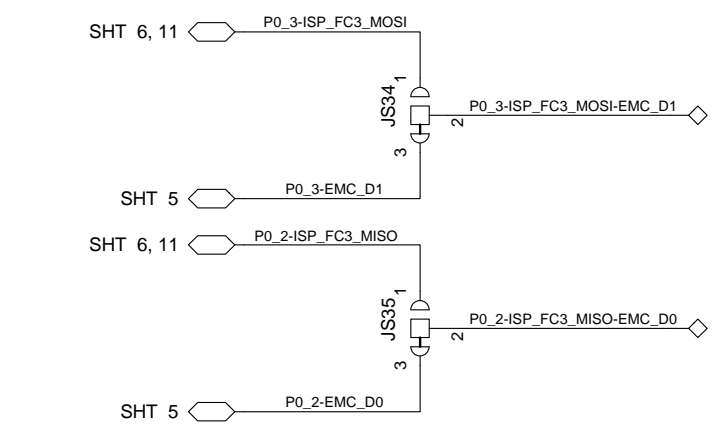 SHT 6, 11
P0_3-ISP_FC3_MOSI
1
JS34
2
P0_3-ISP_FC3_MOSI-EMC_D1
3
SHT 5
P0_3-EMC_D1
SHT 6, 11
P0_2-ISP_FC3_MISO
1
JS35
2
P0_2-ISP_FC3_MISO-EMC_D0
3
SHT 5
P0_2-EMC_D0